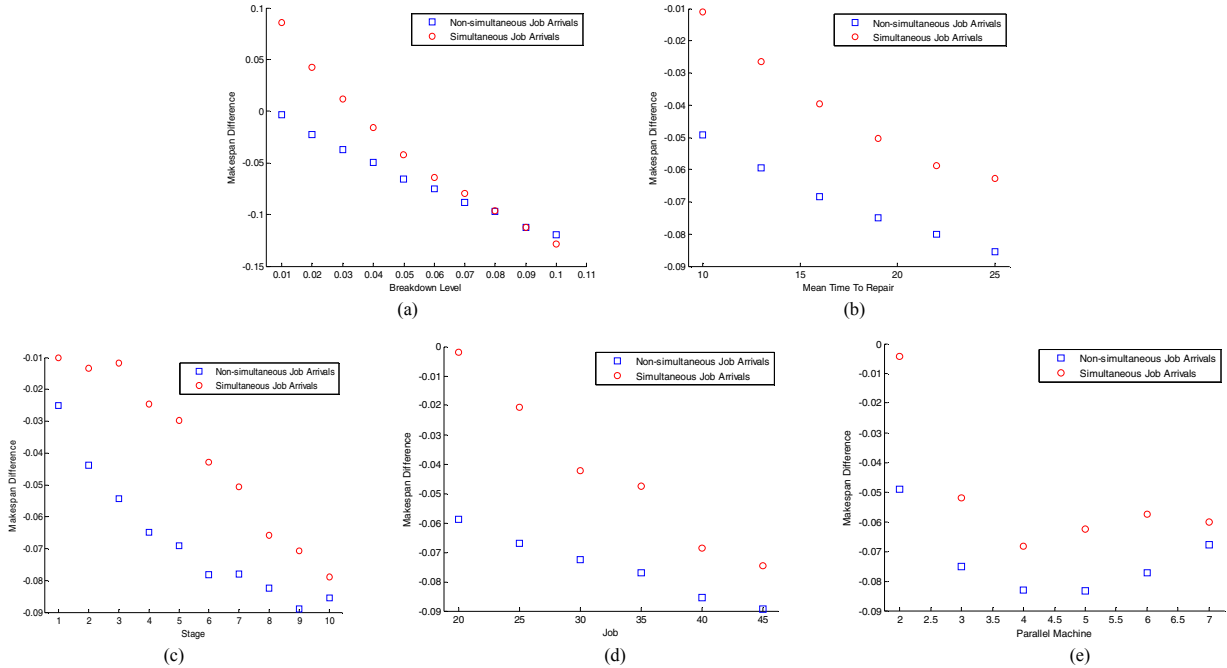 0.1
0.05
0
-0.05
-0.1
-0.15
Makespan Difference
0.01 0.02 0.03 0.04 0.05 0.06 0.07 0.08 0.09 0.1 0.11
Breakdown Level
Non-simultaneous Job Arrivals
Simultaneous Job Arrivals
(a)
-0.01
-0.02
-0.03
-0.04
-0.05
-0.06
-0.07
-0.08
-0.09
Makespan Difference
10 15 20 25
Mean Time To Repair
Non-simultaneous Job Arrivals
Simultaneous Job Arrivals
(b)
-0.01
-0.02
-0.03
-0.04
-0.05
-0.06
-0.07
-0.08
-0.09
Makespan Difference
1 2 3 4 5 6 7 8 9 10
Stage
Non-simultaneous Job Arrivals
Simultaneous Job Arrivals
(c)
0
-0.01
-0.02
-0.03
-0.04
-0.05
-0.06
-0.07
-0.08
-0.09
Makespan Difference
20 25 30 35 40 45
Job
Non-simultaneous Job Arrivals
Simultaneous Job Arrivals
(d)
0
-0.01
-0.02
-0.03
-0.04
-0.05
-0.06
-0.07
-0.08
-0.09
Makespan Difference
2 2.5 3 3.5 4 4.5 5 5.5 6 6.5 7
Parallel Machine
Non-simultaneous Job Arrivals
Simultaneous Job Arrivals
(e)